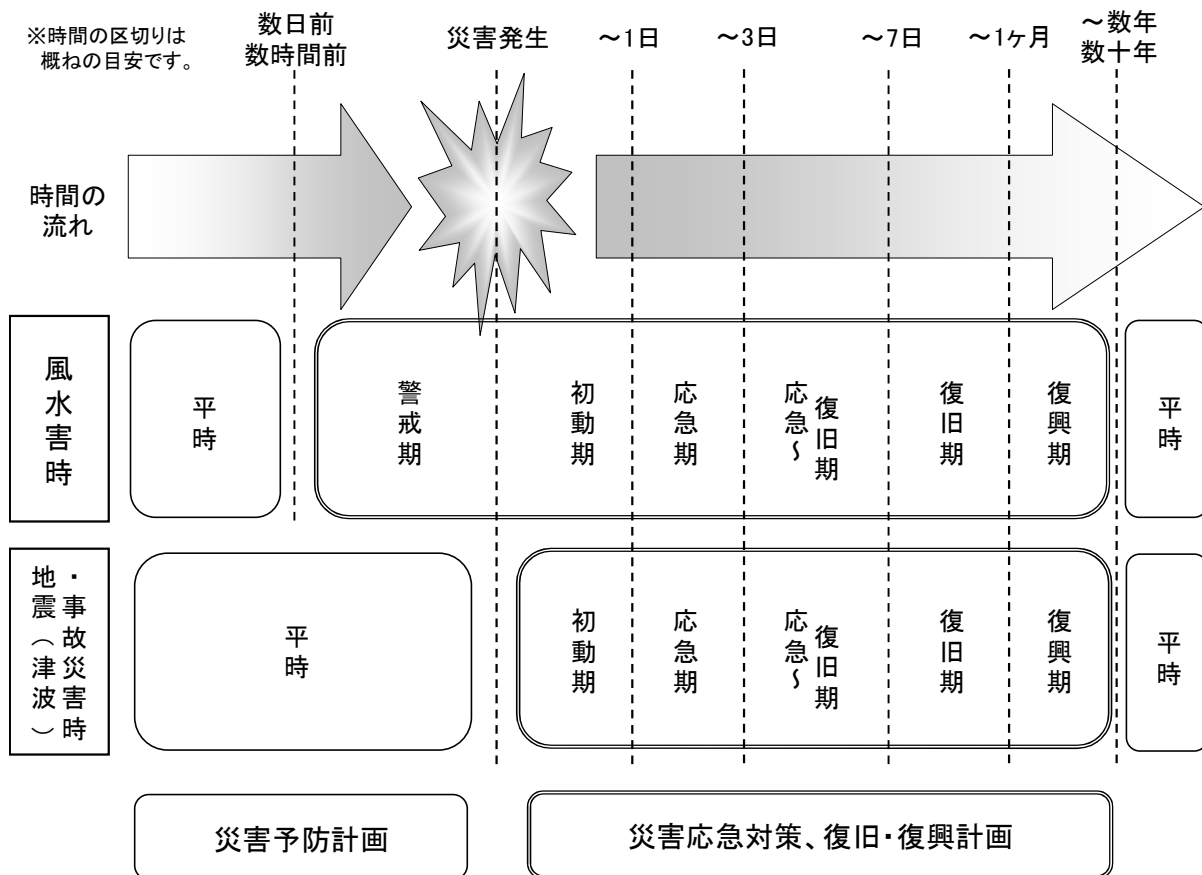 ※時間の区切りは
概ねの目安です。
数日前
数時間前
災害発生
～1日
～3日
～7日
～1ヶ月
～数年
数十年
時間の
流れ
風水害時
平時
警戒期
初動期
応急期
応急～
復旧期
復旧期
復興期
平時
地震（津波）
・事故災害時
平時
初動期
応急期
応急～
復旧期
復旧期
復興期
平時
災害予防計画
災害応急対策、復旧・復興計画